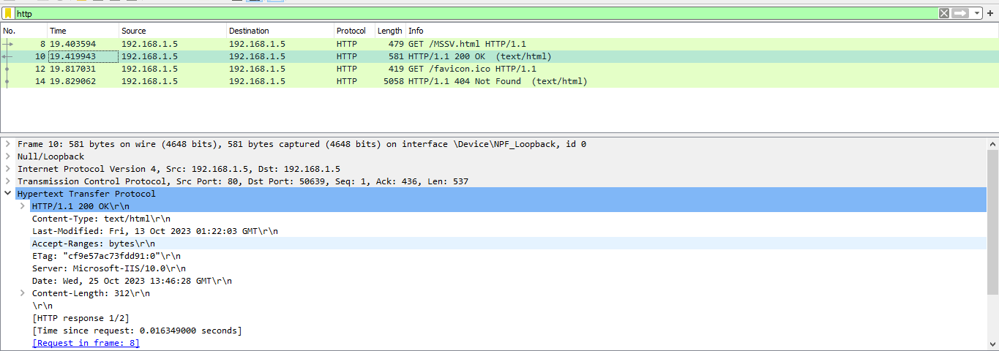 http
No. Time Source Destination Protocol Length Info
8 19.403594 192.168.1.5 192.168.1.5 HTTP 479 GET /MSSV.html HTTP/1.1
10 19.419943 192.168.1.5 192.168.1.5 HTTP 581 HTTP/1.1 200 OK  (text/html)
12 19.817031 192.168.1.5 192.168.1.5 HTTP 419 GET /favicon.ico HTTP/1.1
14 19.829062 192.168.1.5 192.168.1.5 HTTP 5058 HTTP/1.1 404 Not Found  (text/html)
Frame 10: 581 bytes on wire (4648 bits), 581 bytes captured (4648 bits) on interface \Device\NPF_Loopback, id 0
Null/Loopback
Internet Protocol Version 4, Src: 192.168.1.5, Dst: 192.168.1.5
Transmission Control Protocol, Src Port: 80, Dst Port: 50639, Seq: 1, Ack: 436, Len: 537
Hypertext Transfer Protocol
HTTP/1.1 200 OK\r\n
Content-Type: text/html\r\n
Last-Modified: Fri, 13 Oct 2023 01:22:03 GMT\r\n
Accept-Ranges: bytes\r\n
ETag: "cf9e57ac73fdd91:0"\r\n
Server: Microsoft-IIS/10.0\r\n
Date: Wed, 25 Oct 2023 13:46:28 GMT\r\n
Content-Length: 312\r\n
\r\n
[HTTP response 1/2]
[Time since request: 0.016349000 seconds]
[Request in frame: 8]